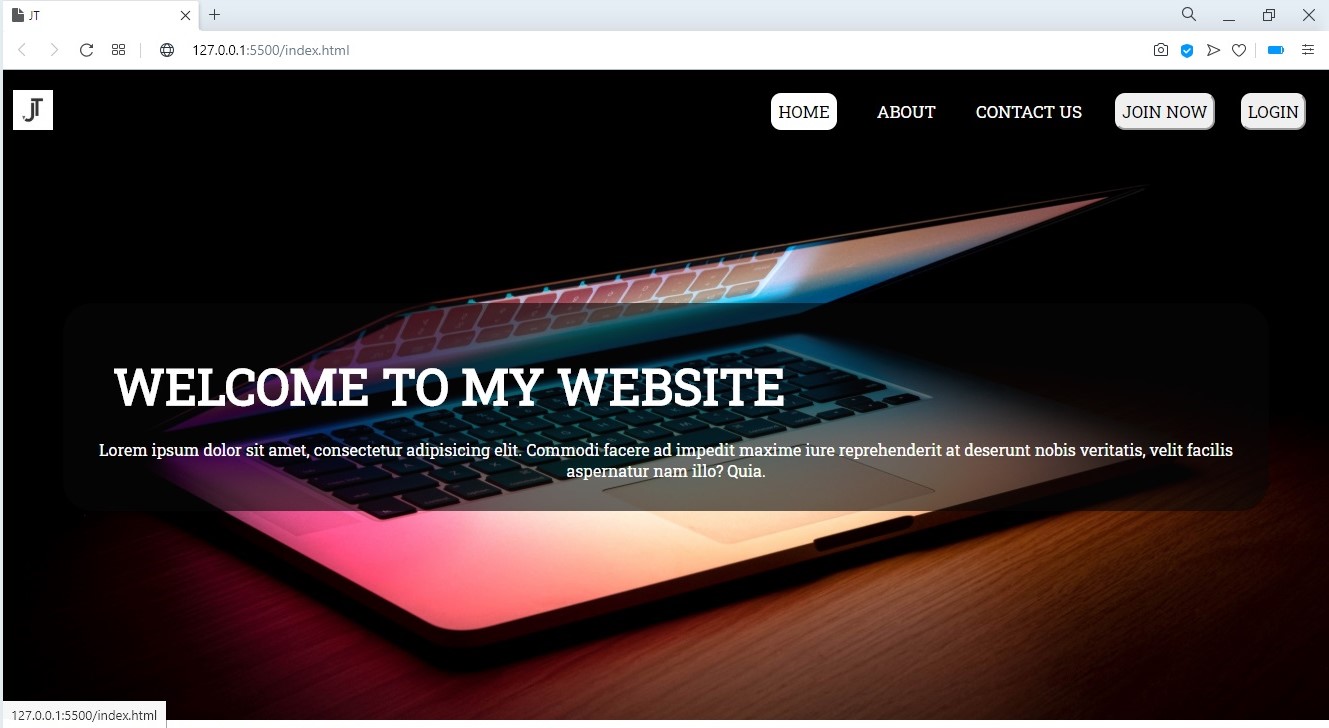 JT
127.0.0.1:5500/index.html
JT
HOME ABOUT CONTACT US JOIN NOW LOGIN
WELCOME TO MY WEBSITE
Lorem ipsum dolor sit amet, consectetur adipisicing elit. Commodi facere ad impedit maxime iure reprehenderit at deserunt nobis veritatis, velit facilis
aspernatur nam illo? Quia.
127.0.0.1:5500/index.html